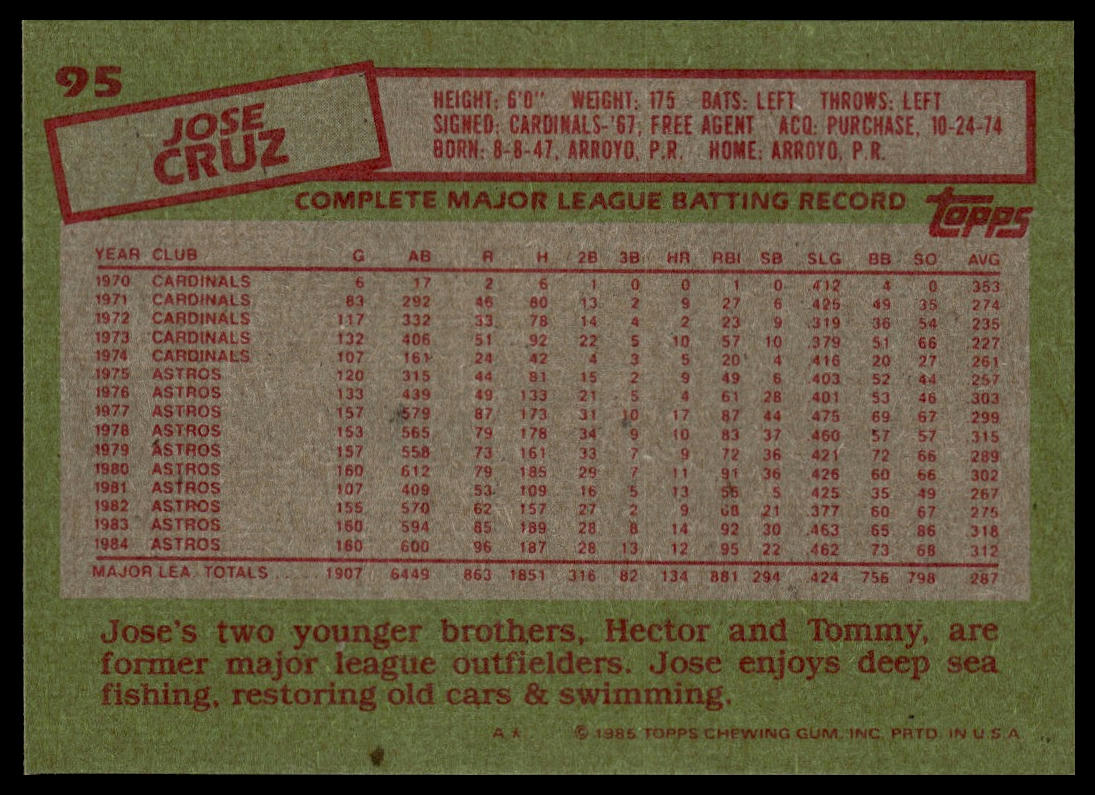 95
JOSE
CRUZ
HEIGHT: 6'0" WEIGHT: 175 BATS: LEFT THROWS: LEFT
SIGNED: CARDINALS-'67, FREE AGENT ACQ: PURCHASE, 10-24-74
BORN: 8-8-47, ARROYO, P.R. HOME: ARROYO, P.R.
COMPLETE MAJOR LEAGUE BATTING RECORD topps
YEAR CLUB G AB R H 2B 3B HR RBI SB SLG BB SO AVG
1970 CARDINALS 6 17 2 6 1 0 0 1 0 .412 4 0 .353
1971 CARDINALS 83 292 46 80 13 2 9 27 6 .425 49 35 .274
1972 CARDINALS 117 332 33 78 14 4 2 23 9 .319 36 54 .235
1973 CARDINALS 132 406 51 92 22 5 10 57 10 .379 51 66 .227
1974 CARDINALS 107 161 24 42 4 3 5 20 4 .416 20 27 .261
1975 ASTROS 120 315 44 81 15 2 9 49 6 .403 52 44 .257
1976 ASTROS 133 439 49 133 21 5 4 61 28 .401 53 46 .303
1977 ASTROS 157 579 87 173 31 10 17 87 44 .475 69 67 .299
1978 ASTROS 153 565 79 178 34 9 10 83 37 .460 57 57 .315
1979 ASTROS 157 558 73 161 33 7 9 72 36 .421 72 66 .289
1980 ASTROS 160 612 79 185 29 7 11 91 36 .426 60 66 .302
1981 ASTROS 107 409 53 109 16 5 13 55 5 .425 35 49 .267
1982 ASTROS 155 570 62 157 27 2 9 68 21 .377 60 67 .275
1983 ASTROS 160 594 85 189 28 8 14 92 30 .463 65 86 .318
1984 ASTROS 160 600 96 187 28 13 12 95 22 .462 73 68 .312
MAJOR LEA. TOTALS ..... 1907 6449 863 1851 316 82 134 881 294 .424 756 798 .287
Jose's two younger brothers, Hector and Tommy, are
former major league outfielders. Jose enjoys deep sea
fishing, restoring old cars & swimming.
A★ © 1985 TOPPS CHEWING GUM, INC. PRTD. IN U.S.A.